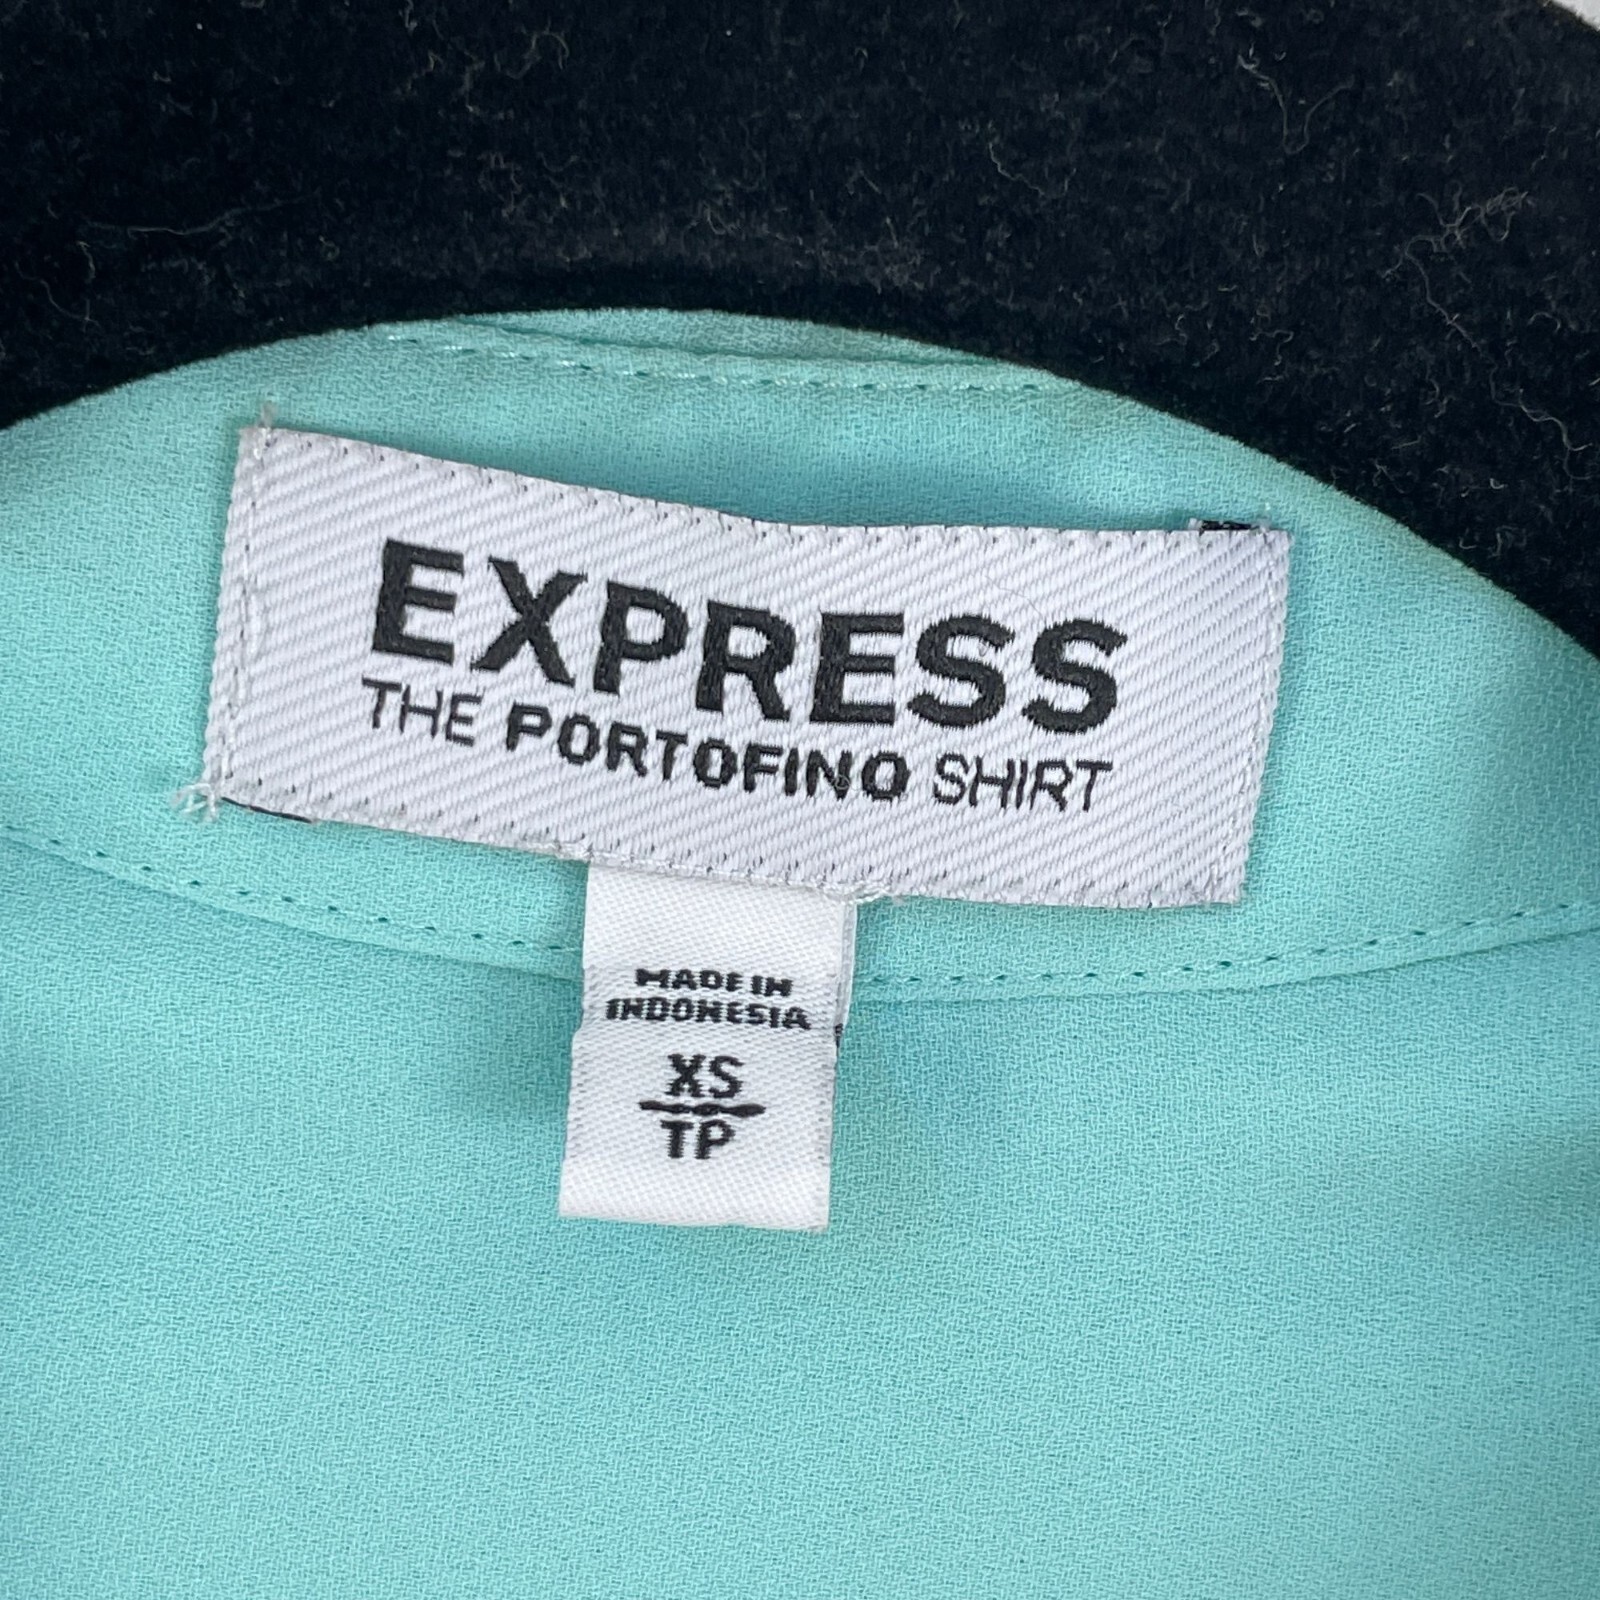 EXPRESS
THE PORTOFINO SHIRT
MADE IN
INDONESIA
XS
TP